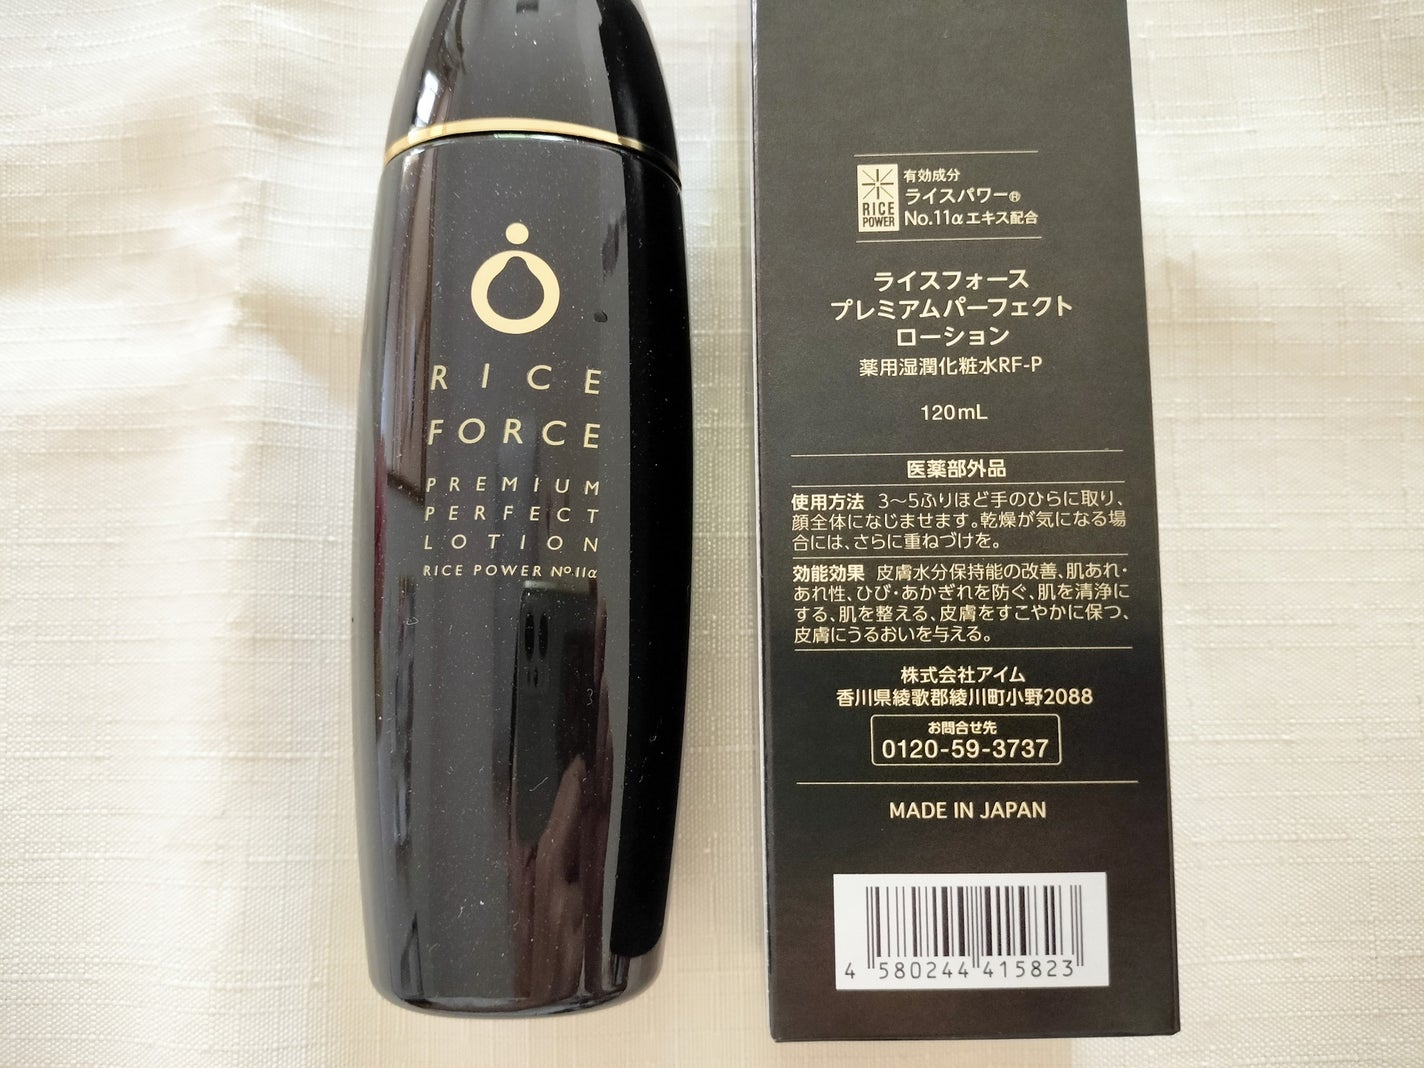 RICE
FORCE
PREMIUM
PERFECT
LOTION
RICE POWER No.11α
RICE
POWER
有効成分
ライスパワー®
No.11αエキス配合
ライスフォース
プレミアムパーフェクト
ローション
薬用湿潤化粧水RF-P
120mL
医薬部外品
使用方法 3〜5ふりほど手のひらに取り、
顔全体になじませます。乾燥が気になる場
合には、さらに重ねづけを。
効能効果 皮膚水分保持能の改善、肌あれ・
あれ性、ひび・あかぎれを防ぐ、肌を清浄に
する、肌を整える、皮膚をすこやかに保つ、
皮膚にうるおいを与える。
株式会社アイム
香川県綾歌郡綾川町小野2088
お問合せ先
0120-59-3737
MADE IN JAPAN
4 580244 415823